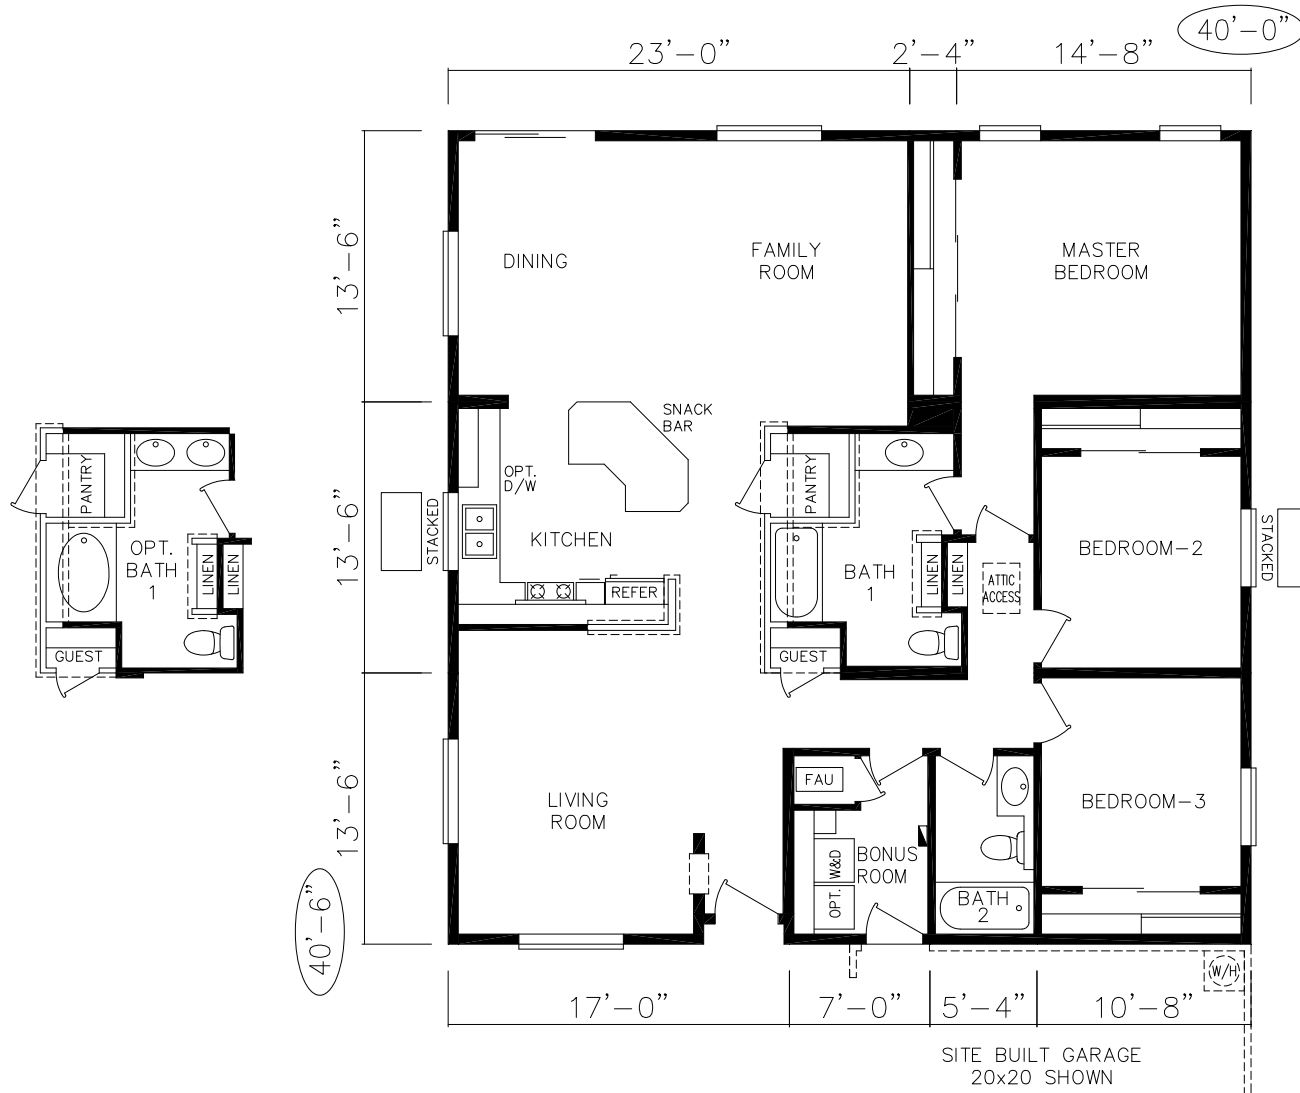 40'-0"
23'-0"
2'-4"
14'-8"
13'-6"
DINING
FAMILY
ROOM
MASTER
BEDROOM
SNACK
BAR
PANTRY
OPT.
D/W
PANTRY
13'-6"
STACKED
KITCHEN
STACKED
OPT.
BATH
1
LINEN
LINEN
BATH
1
LINEN
LINEN
ATTIC
ACCESS
BEDROOM-2
REFER
GUEST
GUEST
13'-6"
LIVING
ROOM
FAU
BEDROOM-3
W&D
OPT.
BONUS
ROOM
BATH
2
40'-6"
W/H
17'-0"
7'-0"
5'-4"
10'-8"
SITE BUILT GARAGE
20x20 SHOWN